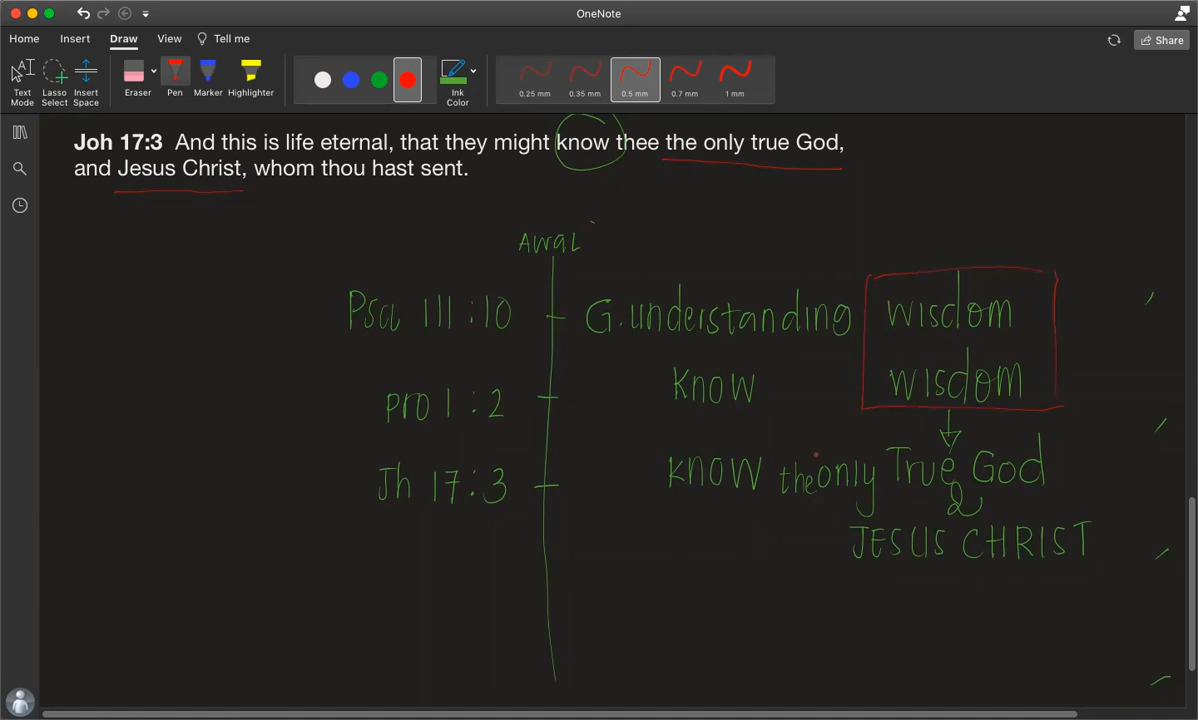 OneNote
Home Insert Draw View Tell me
Share
Text Mode
Lasso Select
Insert Space
Eraser
Pen
Marker
Highlighter
Ink Color
0.25 mm 0.35 mm 0.5 mm 0.7 mm 1 mm
Joh 17:3 And this is life eternal, that they might know thee the only true God,
and Jesus Christ, whom thou hast sent.
AwaL
Psa 111:10 G. understanding wisdom
pro 1:2 Know wisdom
Jh 17:3 know the only True God
&
JESUS CHRIST